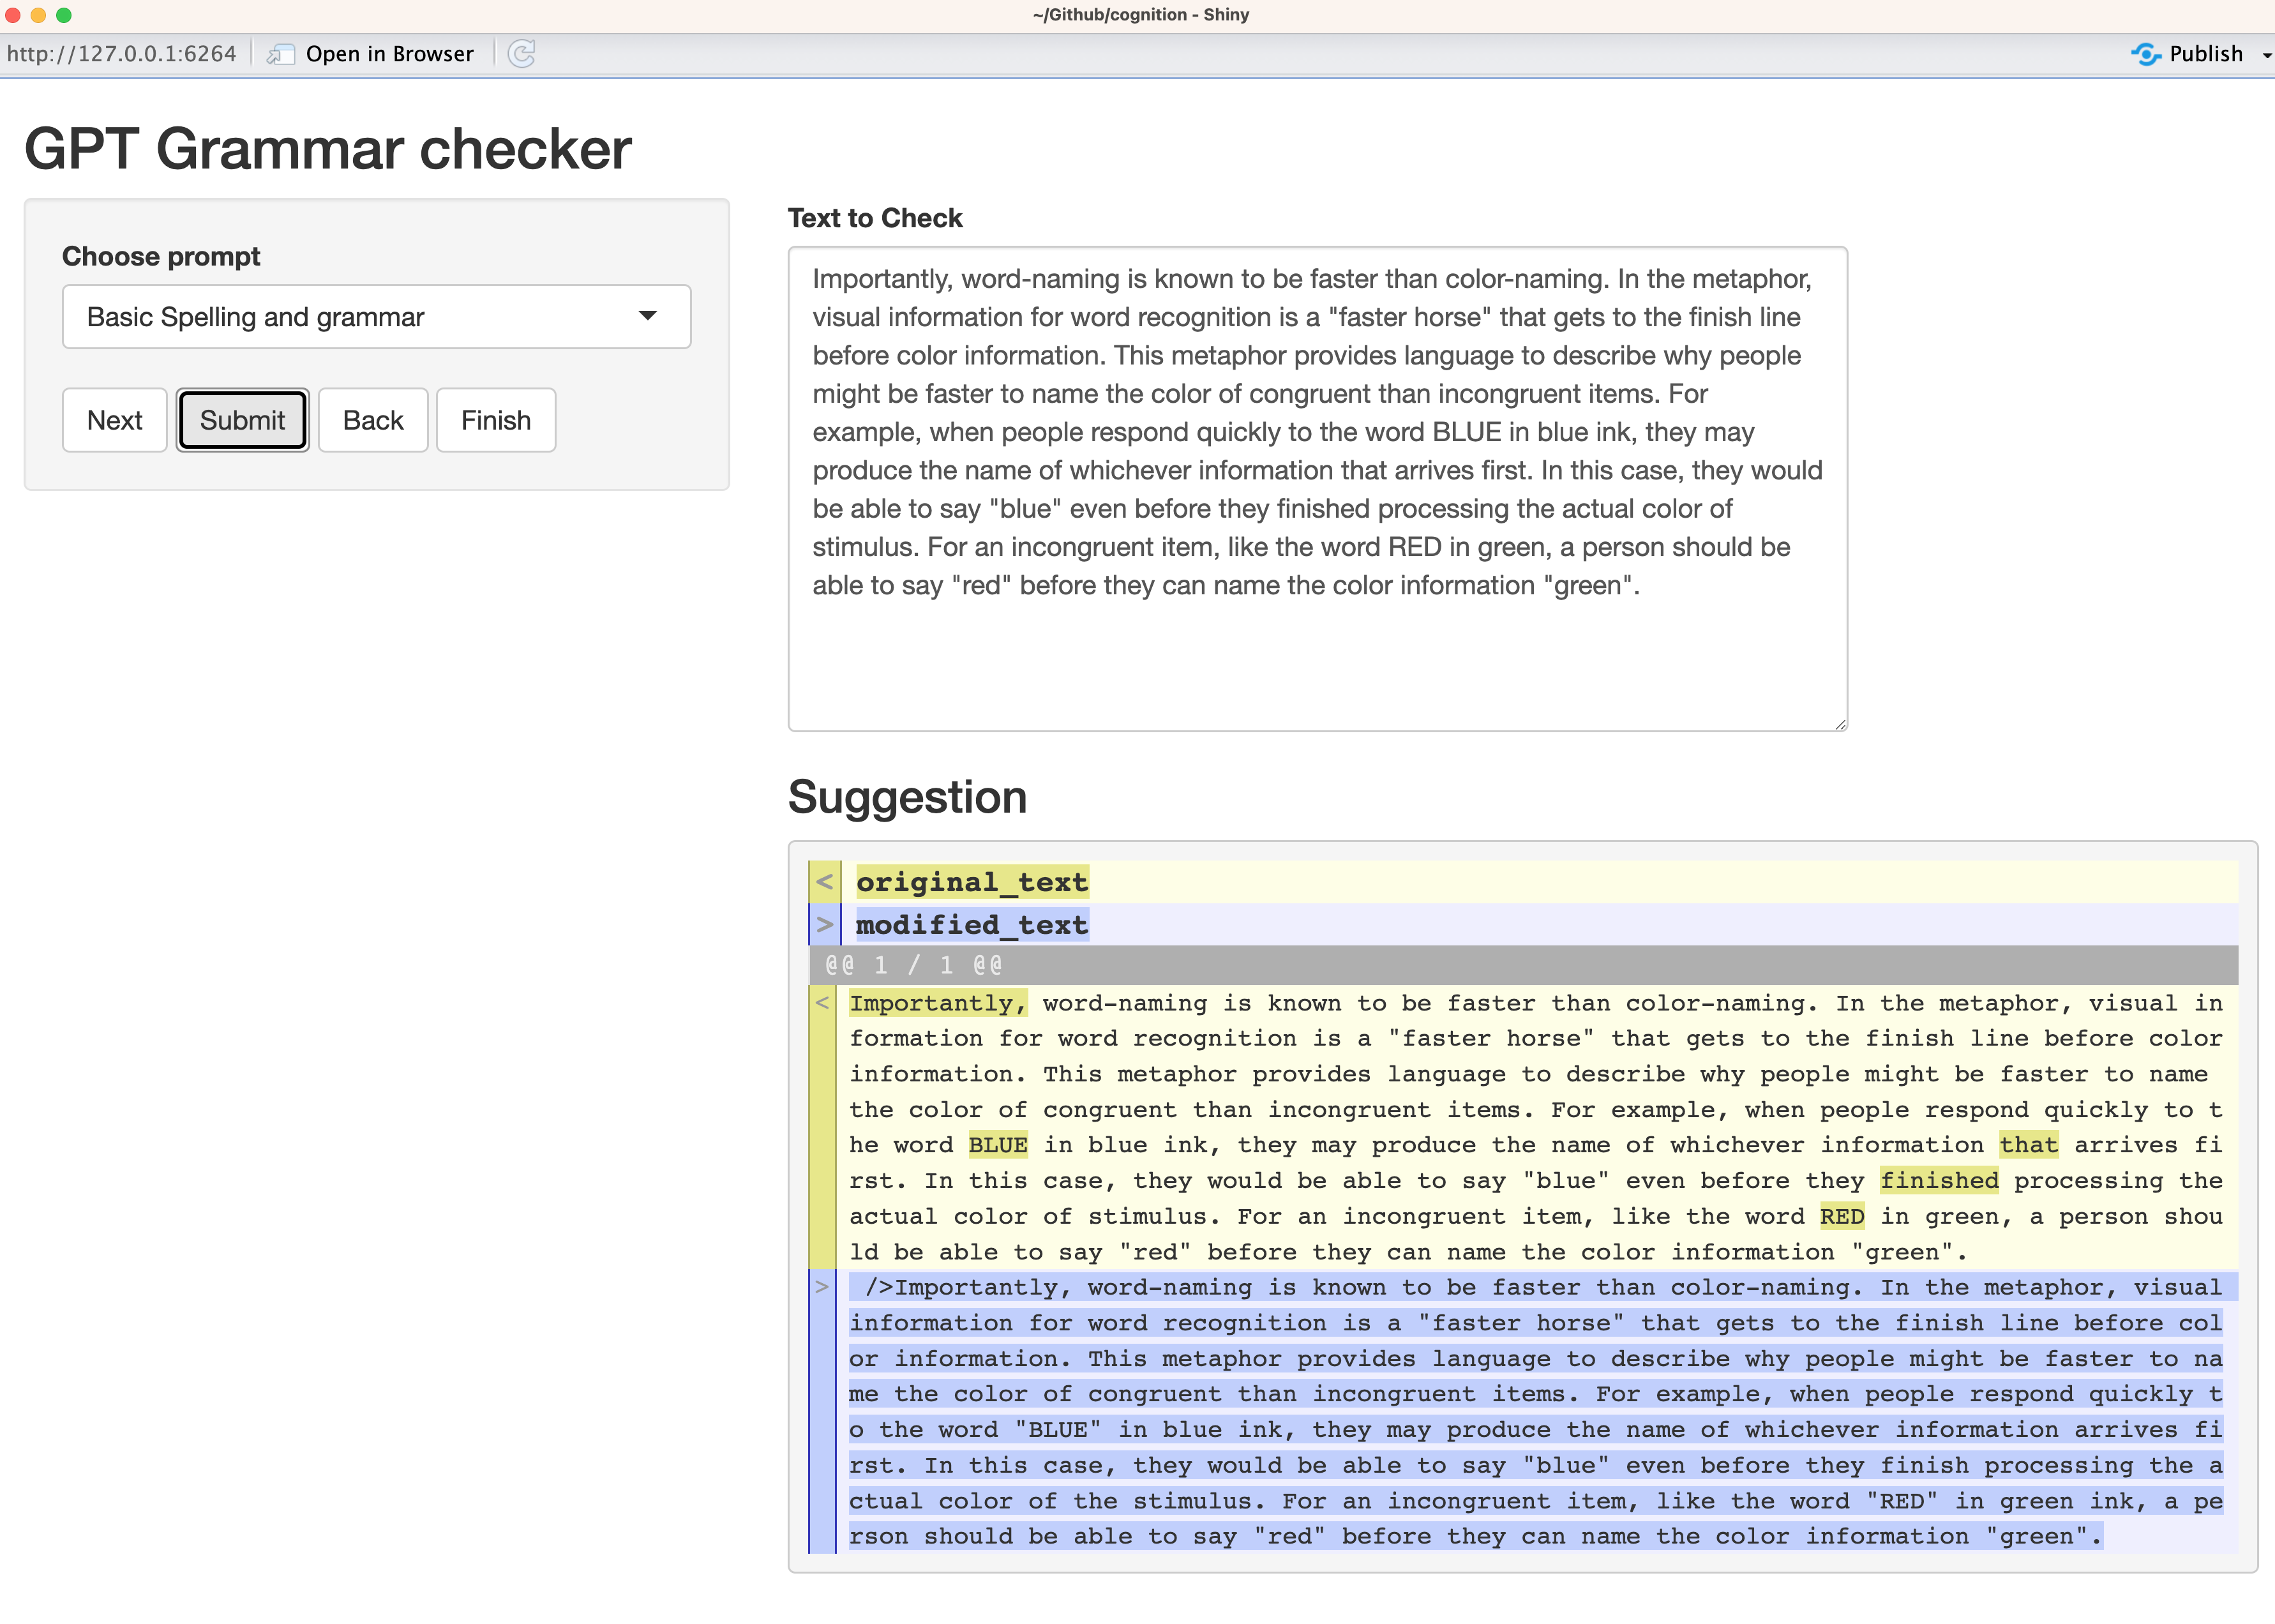 ~/Github/cognition - Shiny
http://127.0.0.1:6264 Open in Browser Publish
GPT Grammar checker
Choose prompt
Basic Spelling and grammar
Next Submit Back Finish
Text to Check
Importantly, word-naming is known to be faster than color-naming. In the metaphor,
visual information for word recognition is a "faster horse" that gets to the finish line
before color information. This metaphor provides language to describe why people
might be faster to name the color of congruent than incongruent items. For
example, when people respond quickly to the word BLUE in blue ink, they may
produce the name of whichever information that arrives first. In this case, they would
be able to say "blue" even before they finished processing the actual color of
stimulus. For an incongruent item, like the word RED in green, a person should be
able to say "red" before they can name the color information "green".
Suggestion
< original_text
> modified_text
@@ 1 / 1 @@
< Importantly, word-naming is known to be faster than color-naming. In the metaphor, visual in
formation for word recognition is a "faster horse" that gets to the finish line before color
information. This metaphor provides language to describe why people might be faster to name
the color of congruent than incongruent items. For example, when people respond quickly to t
he word BLUE in blue ink, they may produce the name of whichever information that arrives fi
rst. In this case, they would be able to say "blue" even before they finished processing the
actual color of stimulus. For an incongruent item, like the word RED in green, a person shou
ld be able to say "red" before they can name the color information "green".
> />Importantly, word-naming is known to be faster than color-naming. In the metaphor, visual
information for word recognition is a "faster horse" that gets to the finish line before col
or information. This metaphor provides language to describe why people might be faster to na
me the color of congruent than incongruent items. For example, when people respond quickly t
o the word "BLUE" in blue ink, they may produce the name of whichever information arrives fi
rst. In this case, they would be able to say "blue" even before they finish processing the a
ctual color of the stimulus. For an incongruent item, like the word "RED" in green ink, a pe
rson should be able to say "red" before they can name the color information "green".